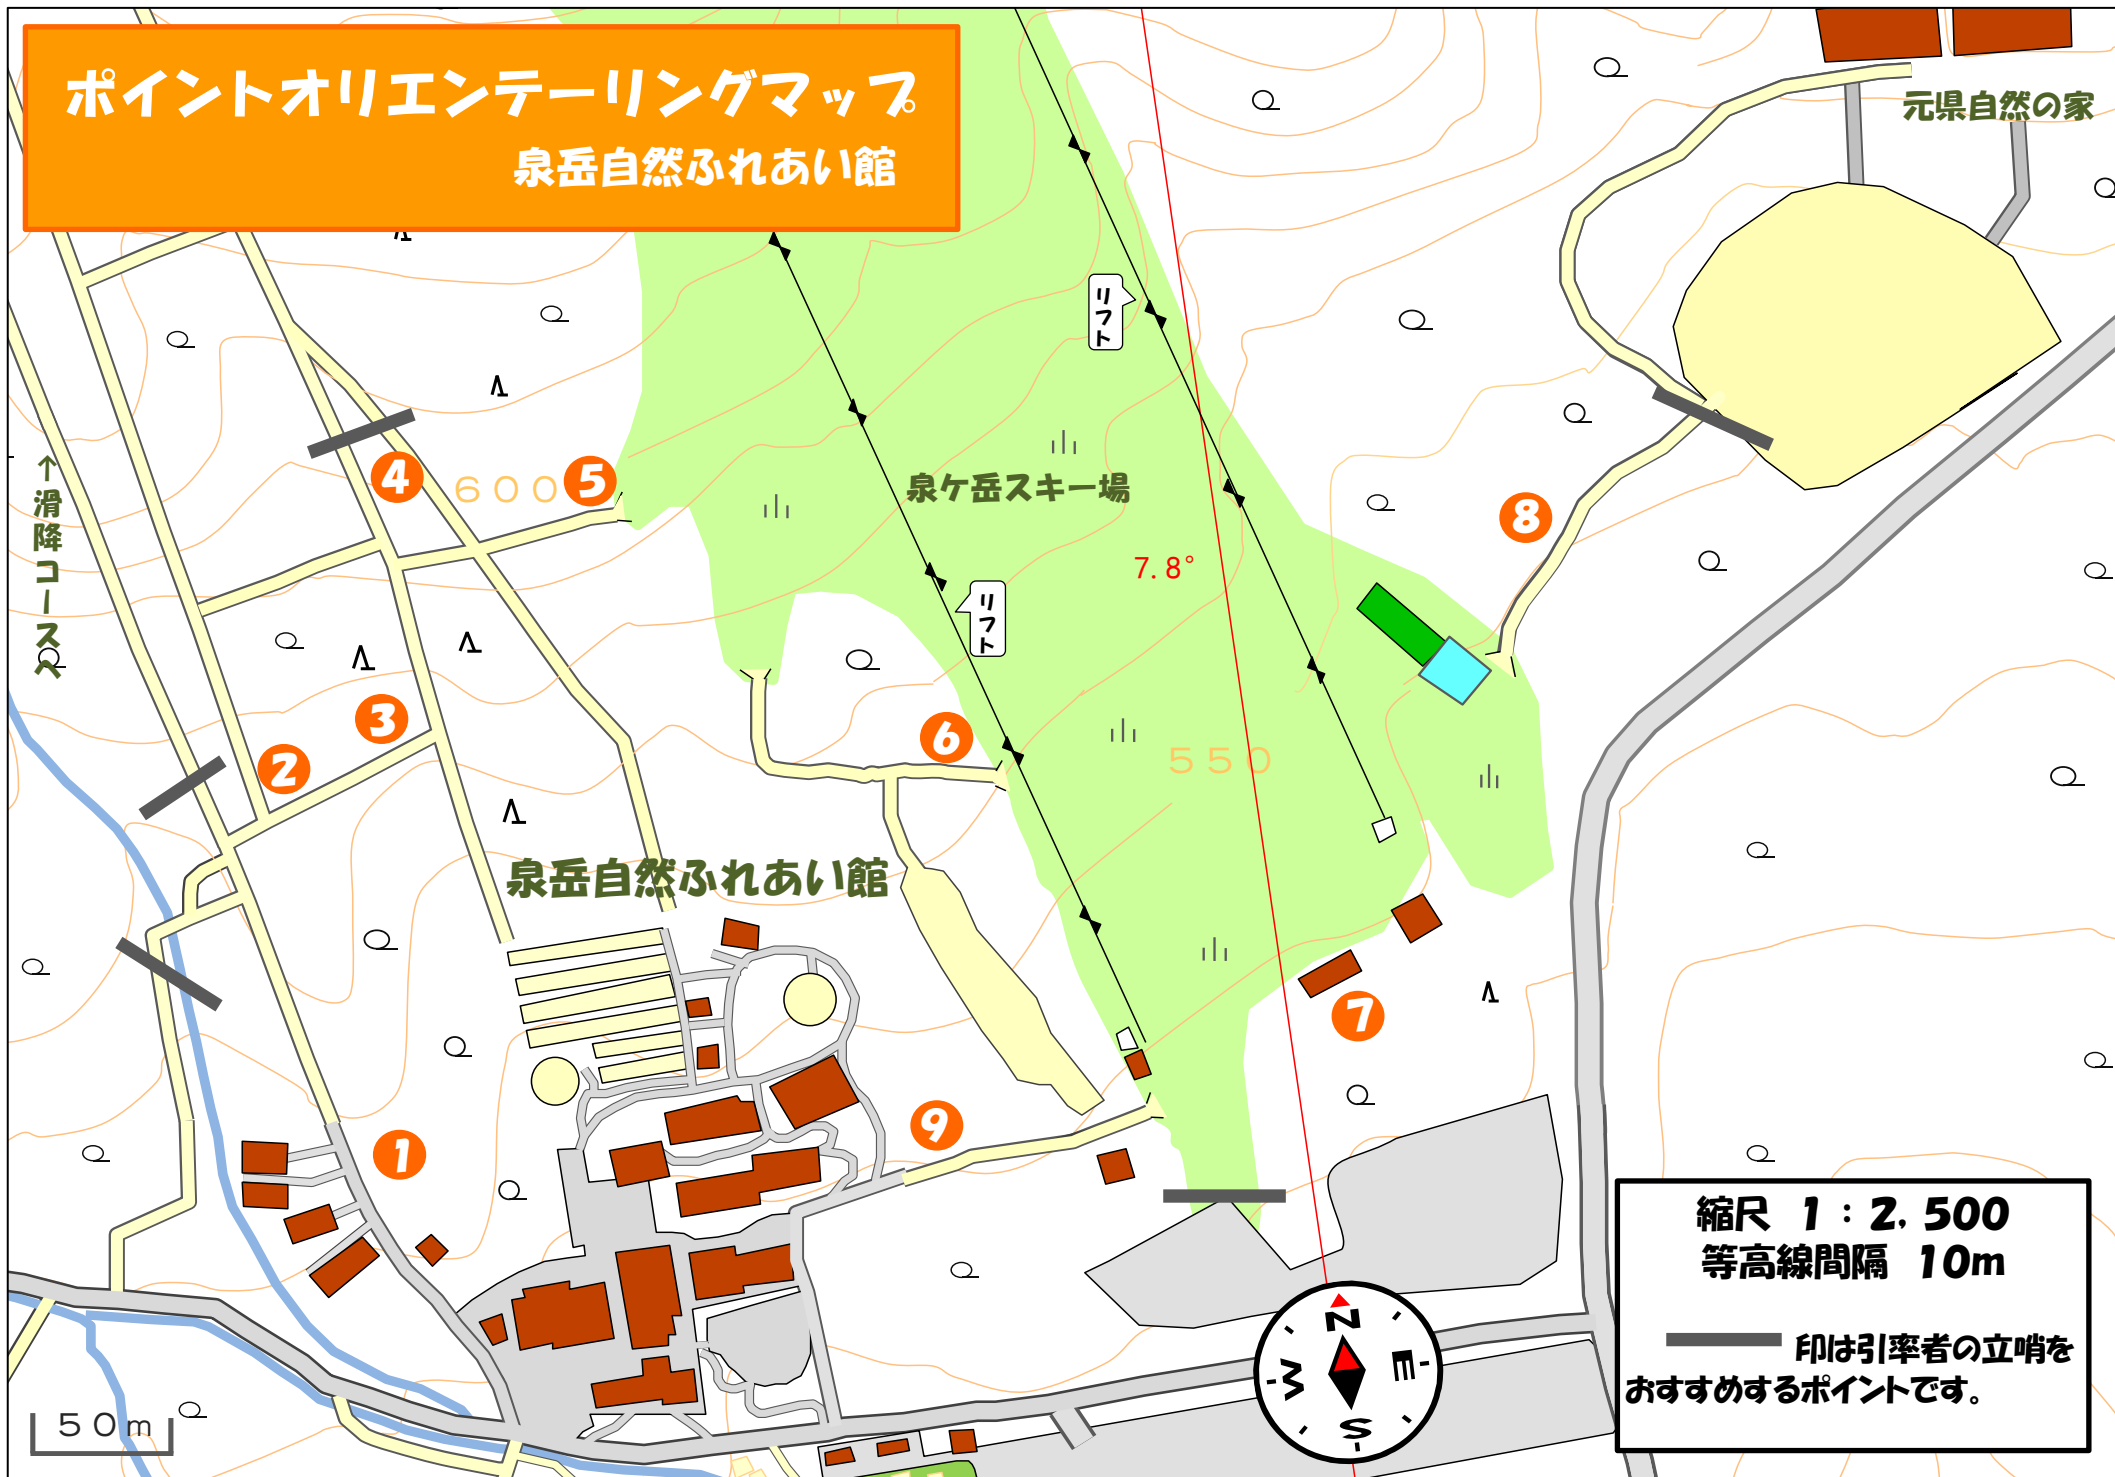 ポイントオリエンテーリングマップ
泉岳自然ふれあい館
元県自然の家
リフト
↑滑降コースへ
4
600
5
泉ケ岳スキー場
8
7.8°
リフト
3
2
6
550
泉岳自然ふれあい館
7
9
1
縮尺 1:2,500
等高線間隔 10m
印は引率者の立哨を
おすすめするポイントです。
N
W
E
S
50m